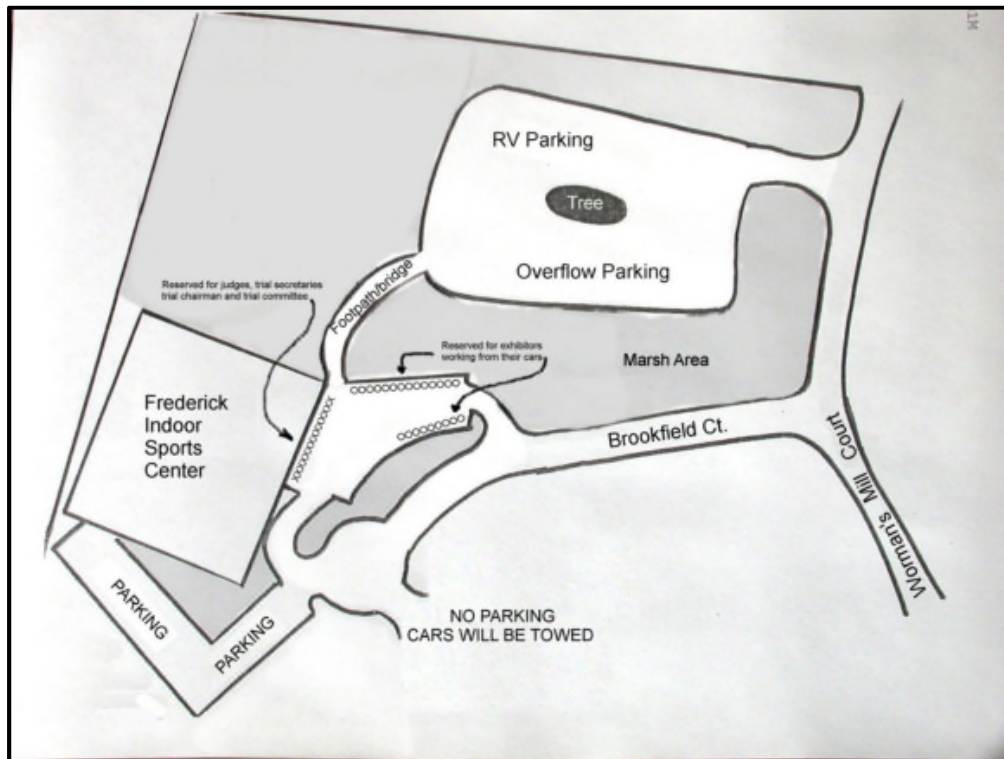 1M
RV Parking
Tree
Overflow Parking
Reserved for judges, trial secretaries
trial chairman and trial committee
Footpath/bridge
Reserved for exhibitors
working from their cars
Marsh Area
Frederick
Indoor
Sports
Center
xxxxxxxxxxxxxxxx
Brookfield Ct.
Worman's Mill Court
PARKING
PARKING
NO PARKING
CARS WILL BE TOWED